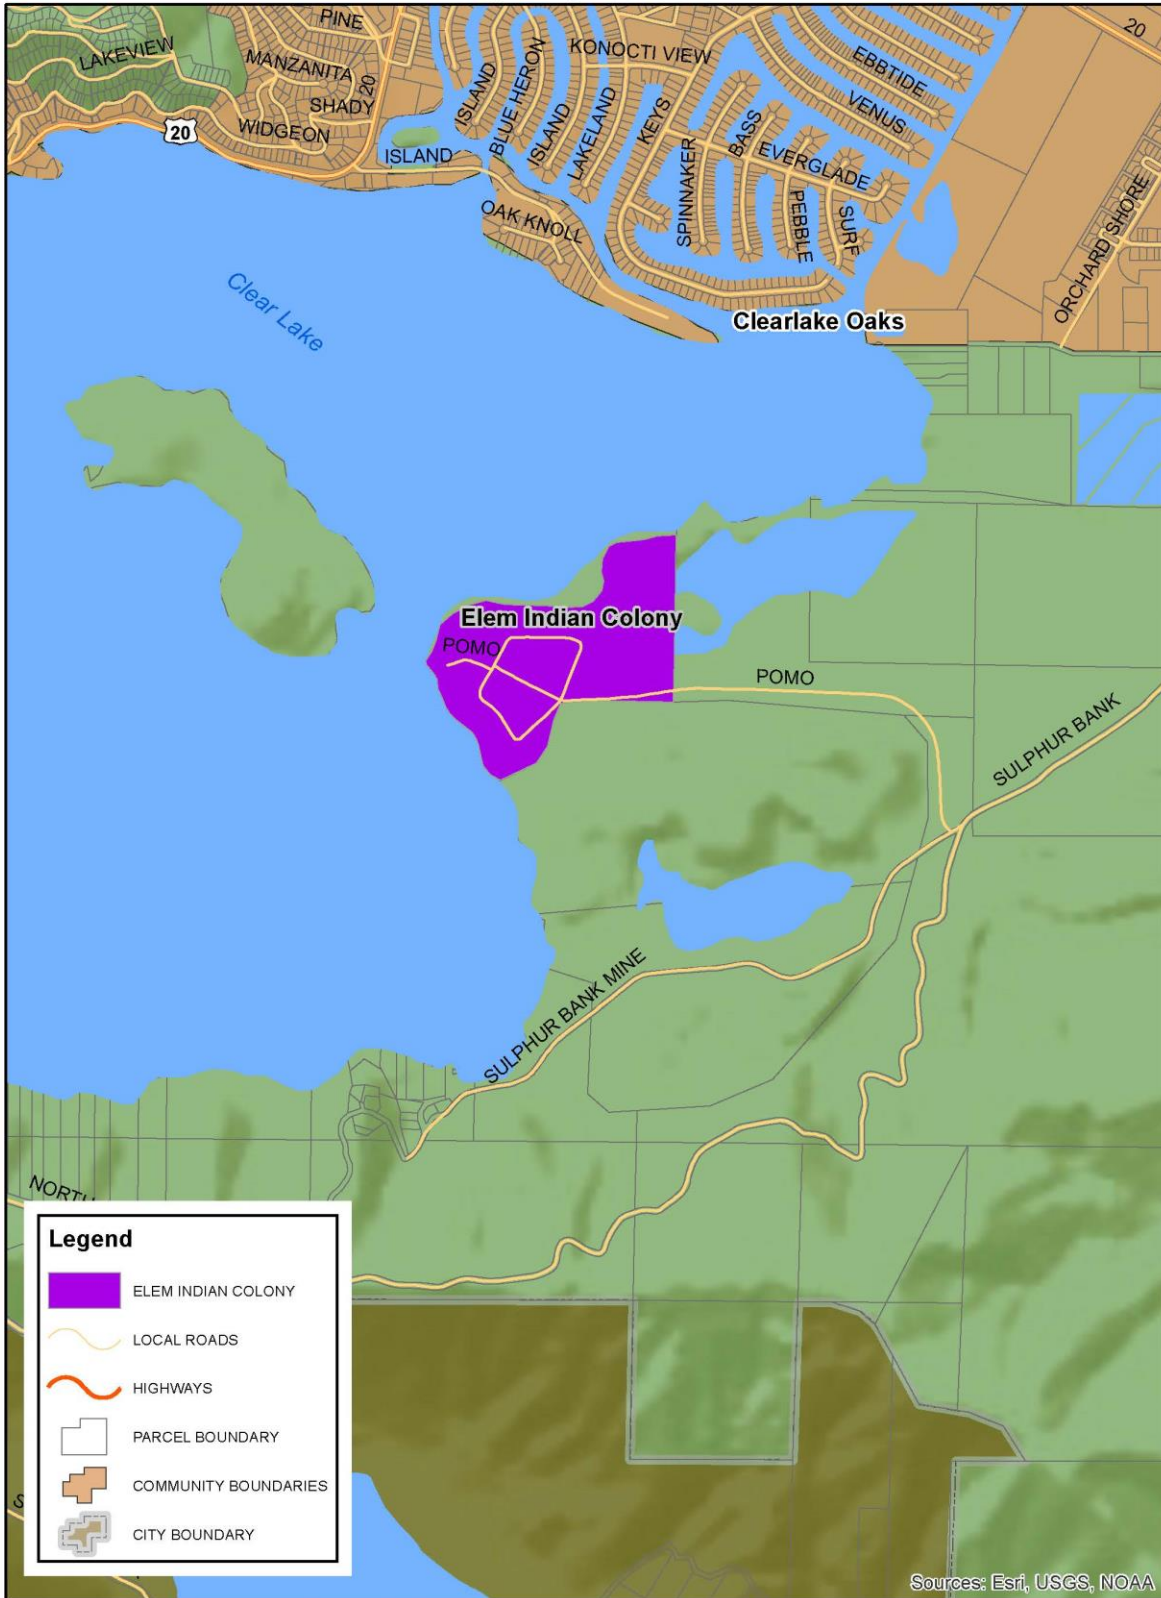 PINE
20
LAKEVIEW
MANZANITA
SHADY
20
WIDGEON
20
ISLAND
ISLAND
BLUE HERON
ISLAND
LAKELAND
KONOCTI VIEW
KEYS
EBBTIDE
VENUS
BASS
EVERGLADE
SPINNAKER
PEBBLE
SURF
OAK KNOLL
ORCHARD SHORE
Clear Lake
Clearlake Oaks
Elem Indian Colony
POMO
POMO
SULPHUR BANK
SULPHUR BANK MINE
NORTH
Legend
ELEM INDIAN COLONY
LOCAL ROADS
HIGHWAYS
PARCEL BOUNDARY
COMMUNITY BOUNDARIES
CITY BOUNDARY
Sources: Esri, USGS, NOAA